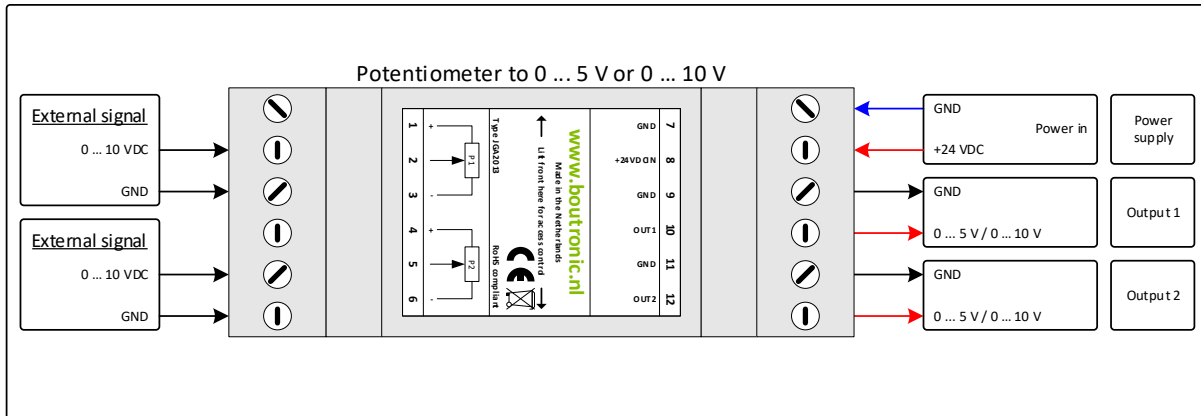 Potentiometer to 0 ... 5 V or 0 ... 10 V
External signal
0 ... 10 VDC
GND
External signal
0 ... 10 VDC
GND
1
2
3
4
5
6
+
P1
-
+
P2
-
Type JGA2013
RoHS compliant
Lift front here for access control
Made in the Netherlands
www.boutronic.nl
CE
GND 7
+24VDC IN 8
GND 9
OUT1 10
GND 11
OUT2 12
GND
Power in
+24 VDC
Power
supply
GND
0 ... 5 V / 0 ... 10 V
Output 1
GND
0 ... 5 V / 0 ... 10 V
Output 2